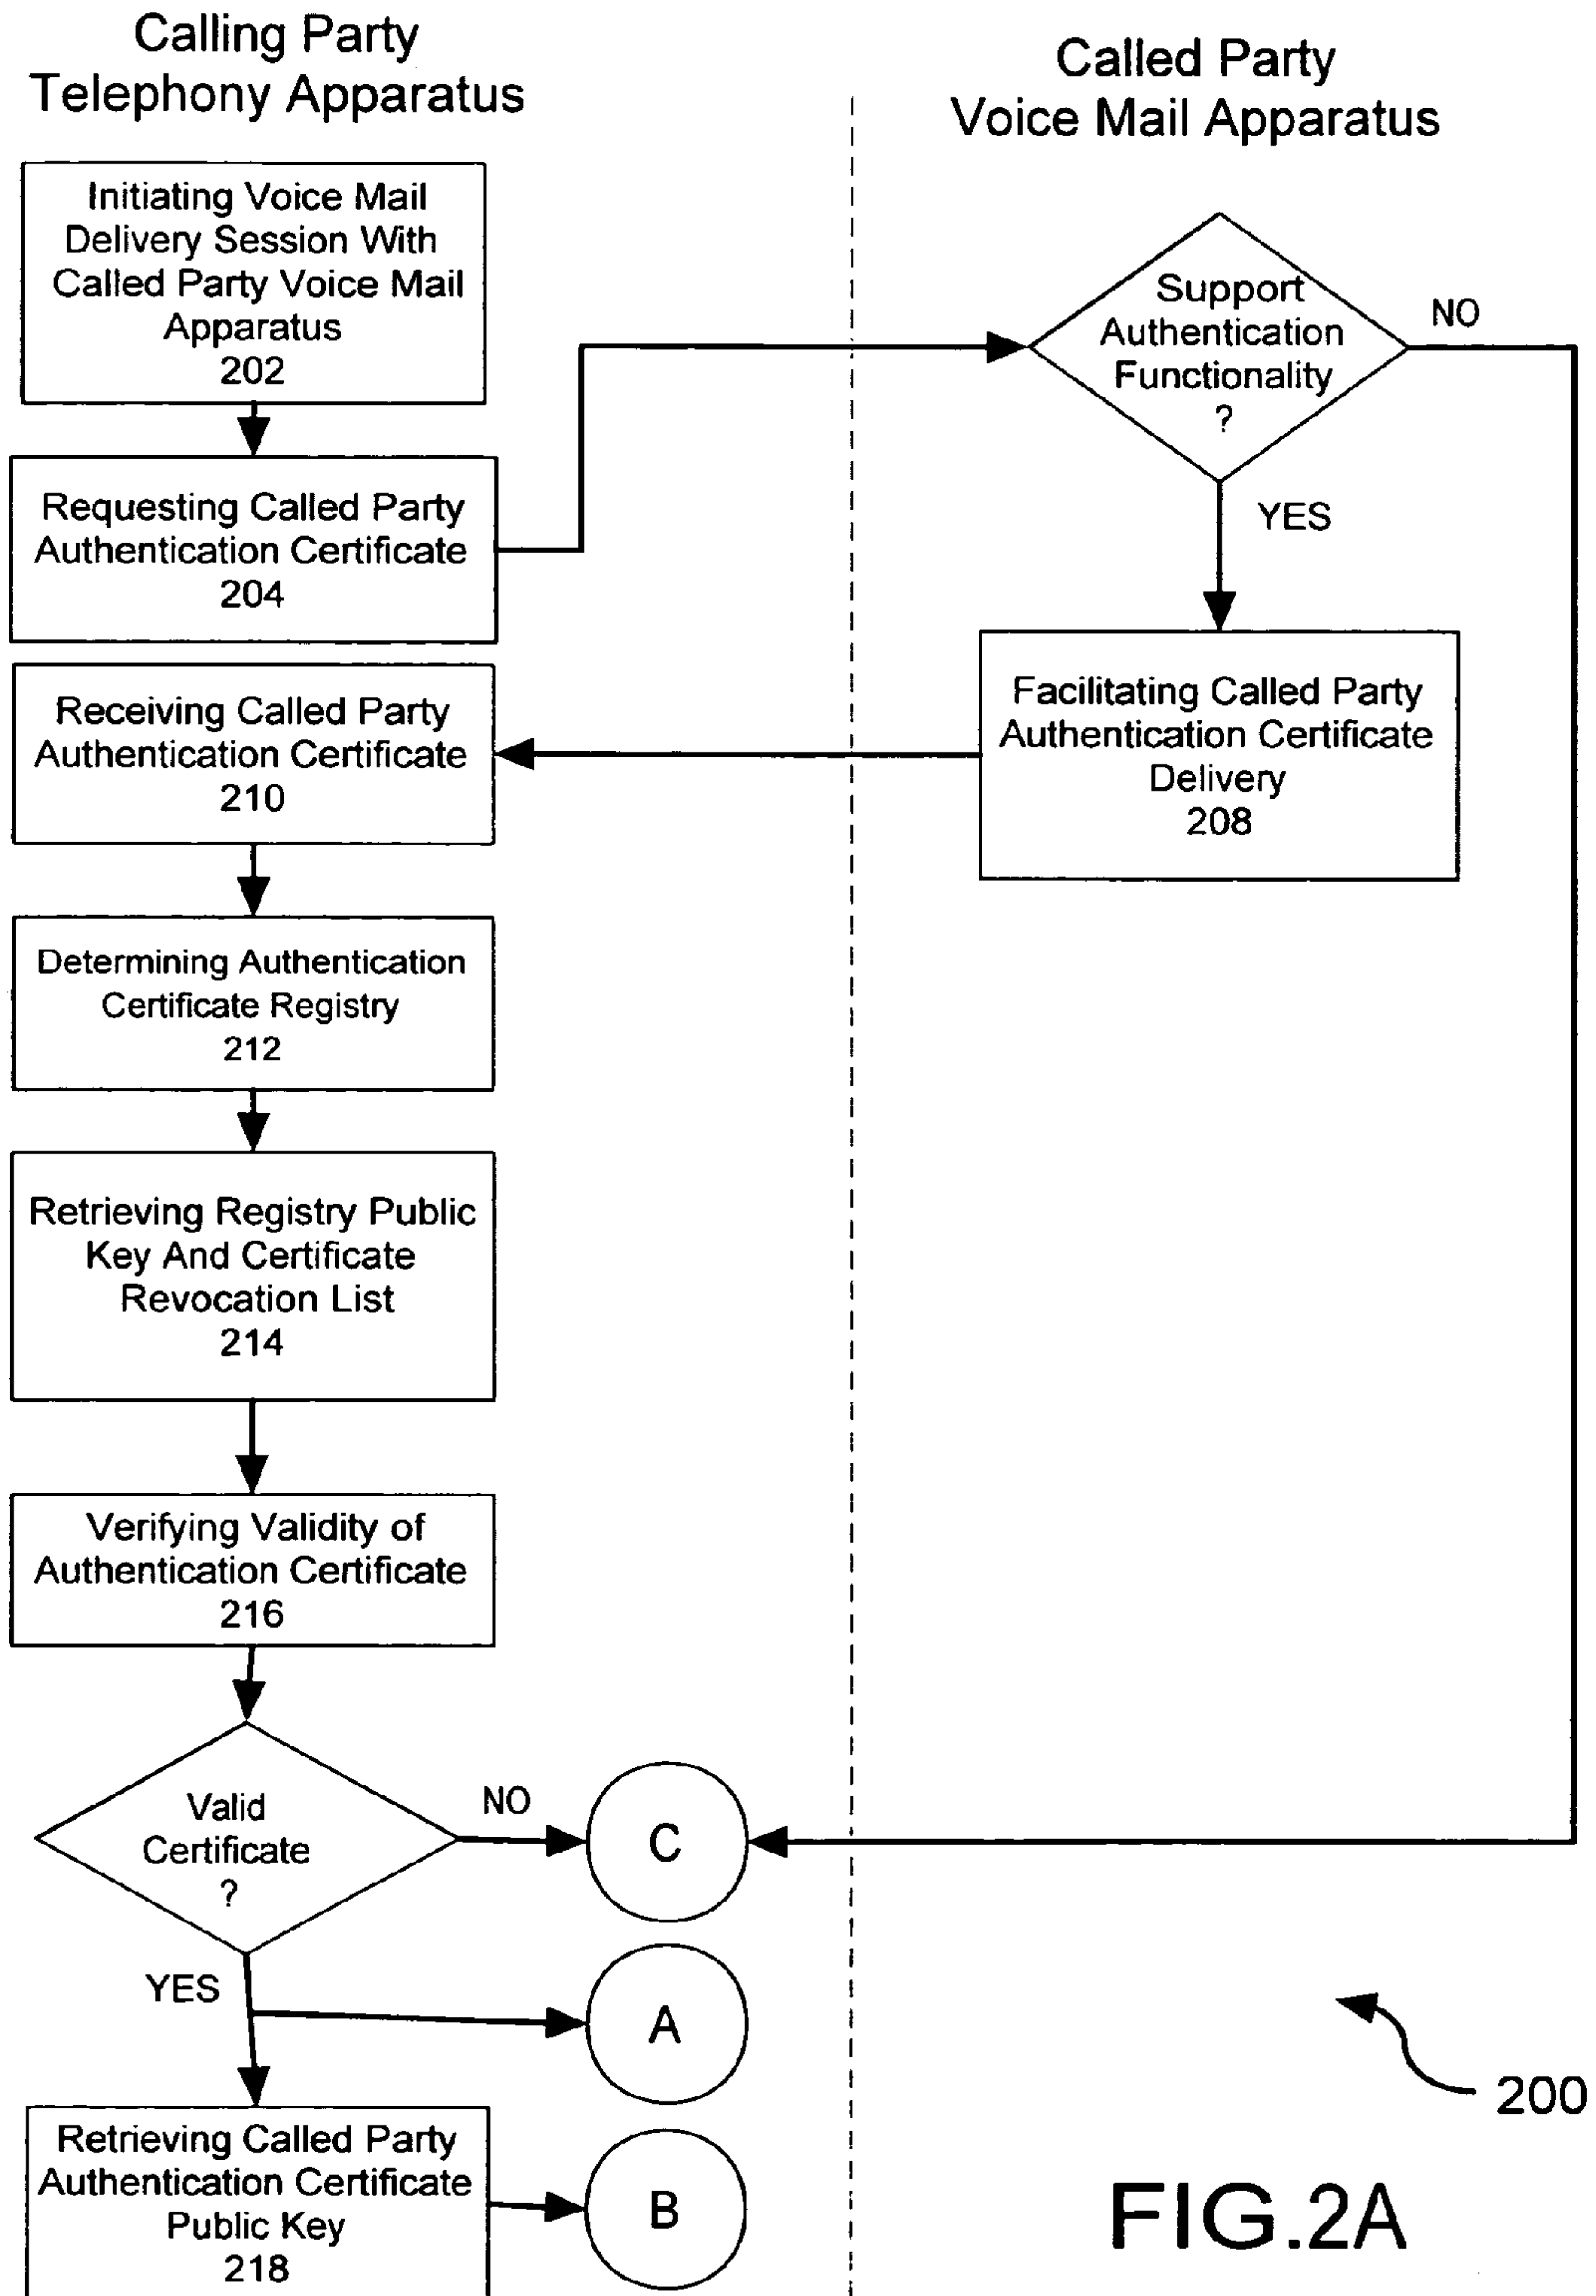 Calling Party
Telephony Apparatus
Called Party
Voice Mail Apparatus
Initiating Voice Mail
Delivery Session With
Called Party Voice Mail
Apparatus
202
Support
Authentication
Functionality
?
NO
YES
Requesting Called Party
Authentication Certificate
204
Facilitating Called Party
Authentication Certificate
Delivery
208
Receiving Called Party
Authentication Certificate
210
Determining Authentication
Certificate Registry
212
Retrieving Registry Public
Key And Certificate
Revocation List
214
Verifying Validity of
Authentication Certificate
216
Valid
Certificate
?
NO
C
YES
A
Retrieving Called Party
Authentication Certificate
Public Key
218
B
200
FIG.2A